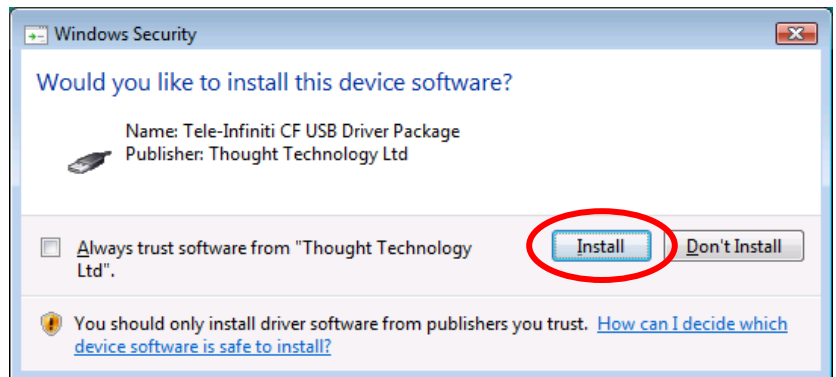 Windows Security
Would you like to install this device software?
Name: Tele-Infiniti CF USB Driver Package
Publisher: Thought Technology Ltd
Always trust software from "Thought Technology
Ltd".
Install
Don't Install
You should only install driver software from publishers you trust. How can I decide which
device software is safe to install?